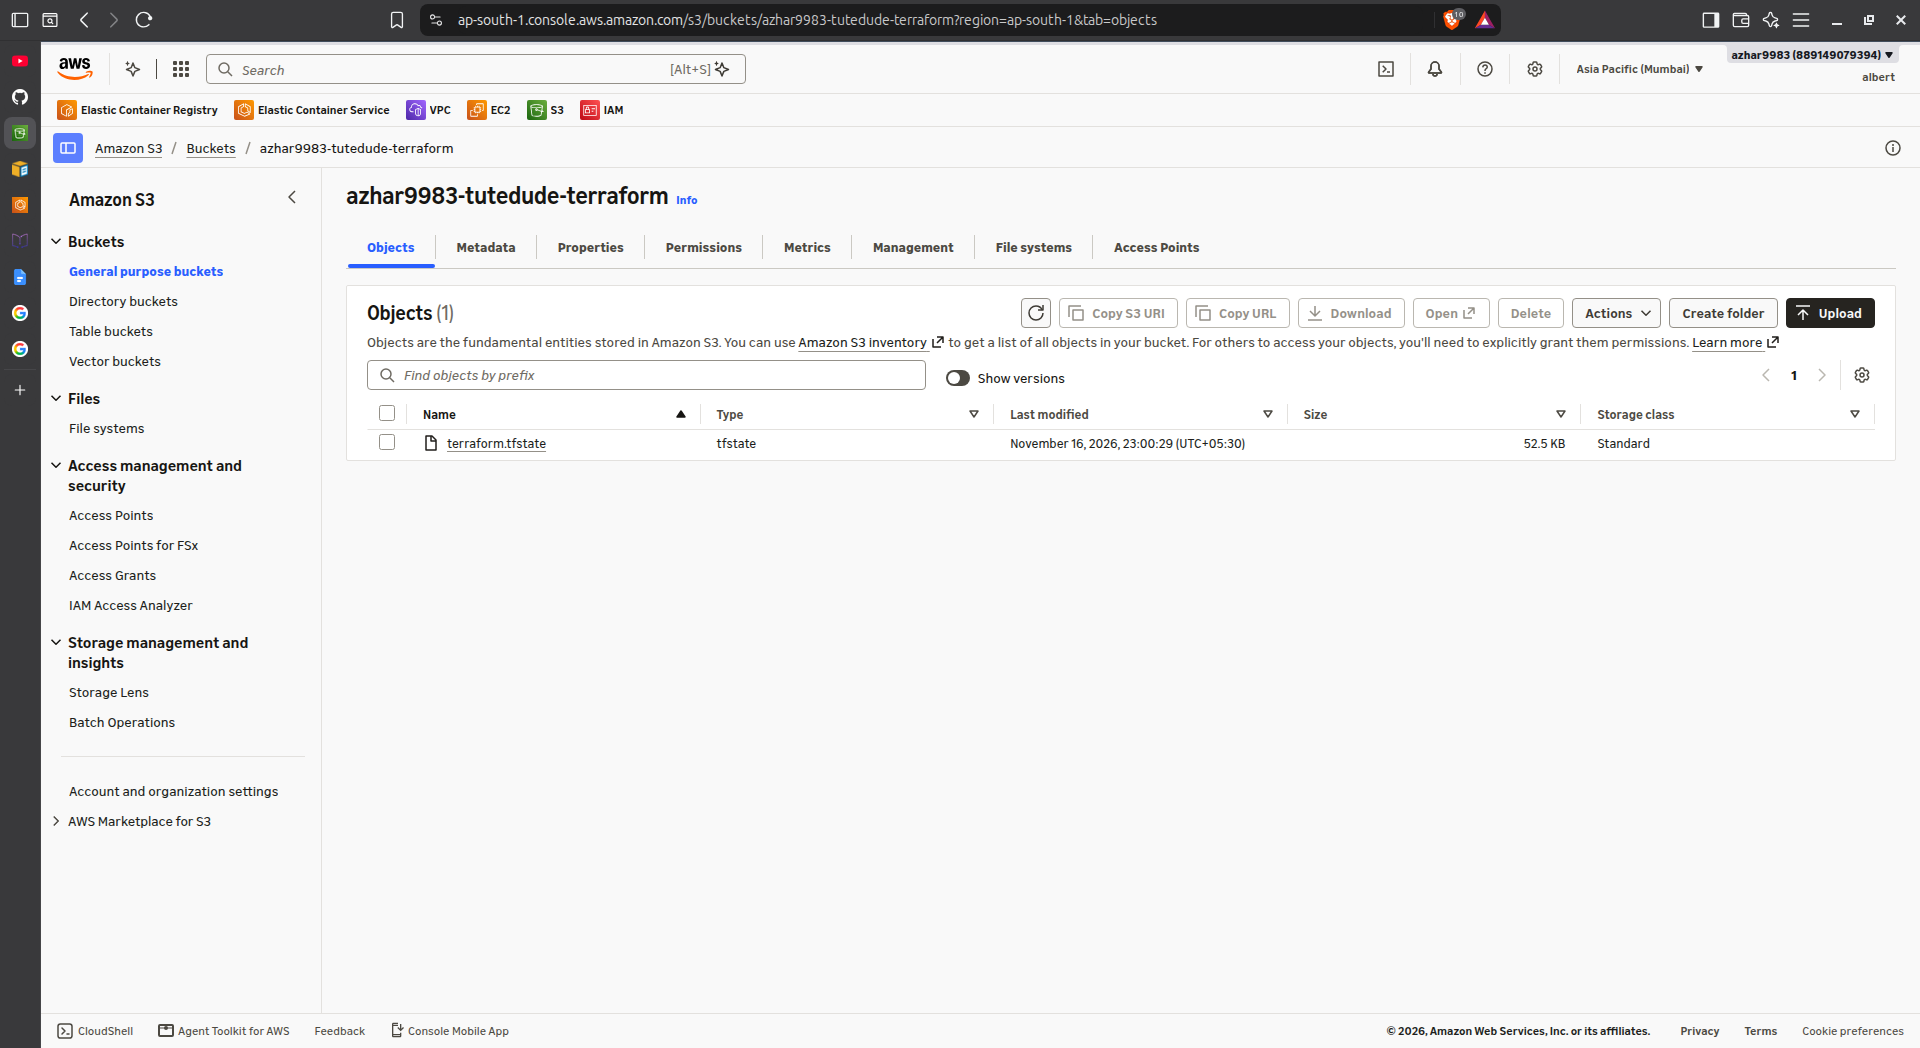 ap-south-1.console.aws.amazon.com/s3/buckets/azhar9983-tutedude-terraform?region=ap-south-1&tab=objects
10
aws
Search
[Alt+S]
Asia Pacific (Mumbai)
azhar9983 (889149079394)
albert
Elastic Container Registry
Elastic Container Service
VPC
EC2
S3
IAM
Amazon S3 / Buckets / azhar9983-tutedude-terraform
Amazon S3
Buckets
General purpose buckets
Directory buckets
Table buckets
Vector buckets
Files
File systems
Access management and
security
Access Points
Access Points for FSx
Access Grants
IAM Access Analyzer
Storage management and
insights
Storage Lens
Batch Operations
Account and organization settings
AWS Marketplace for S3
azhar9983-tutedude-terraform Info
Objects
Metadata
Properties
Permissions
Metrics
Management
File systems
Access Points
Objects (1)
Copy S3 URI
Copy URL
Download
Open
Delete
Actions
Create folder
Upload
Objects are the fundamental entities stored in Amazon S3. You can use Amazon S3 inventory to get a list of all objects in your bucket. For others to access your objects, you'll need to explicitly grant them permissions. Learn more
Find objects by prefix
Show versions
1
Name Type Last modified Size Storage class
terraform.tfstate tfstate November 16, 2026, 23:00:29 (UTC+05:30) 52.5 KB Standard
CloudShell
Agent Toolkit for AWS
Feedback
Console Mobile App
© 2026, Amazon Web Services, Inc. or its affiliates.
Privacy
Terms
Cookie preferences